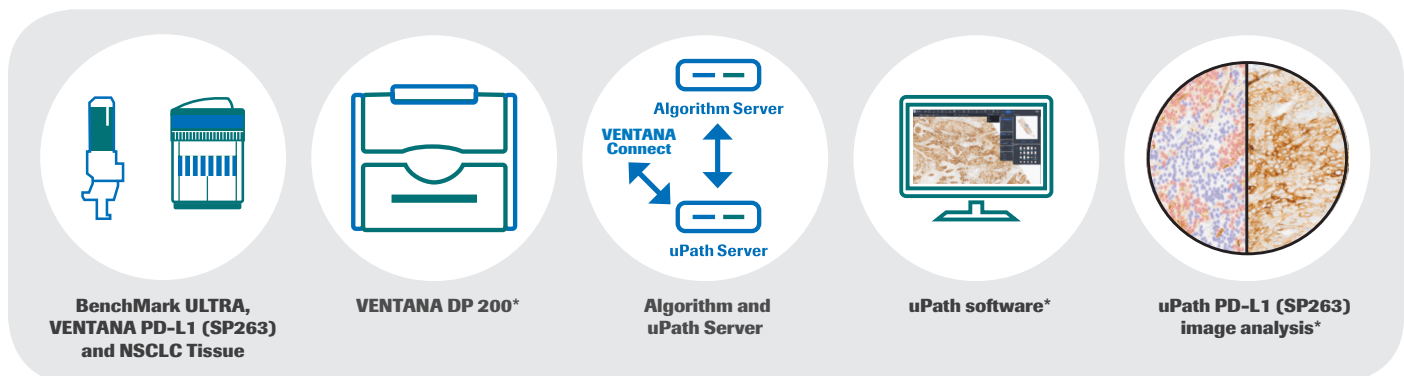 Algorithm Server
VENTANA
Connect
uPath Server
BenchMark ULTRA,
VENTANA PD-L1 (SP263)
and NSCLC Tissue
VENTANA DP 200*
Algorithm and
uPath Server
uPath software*
uPath PD-L1 (SP263)
image analysis*